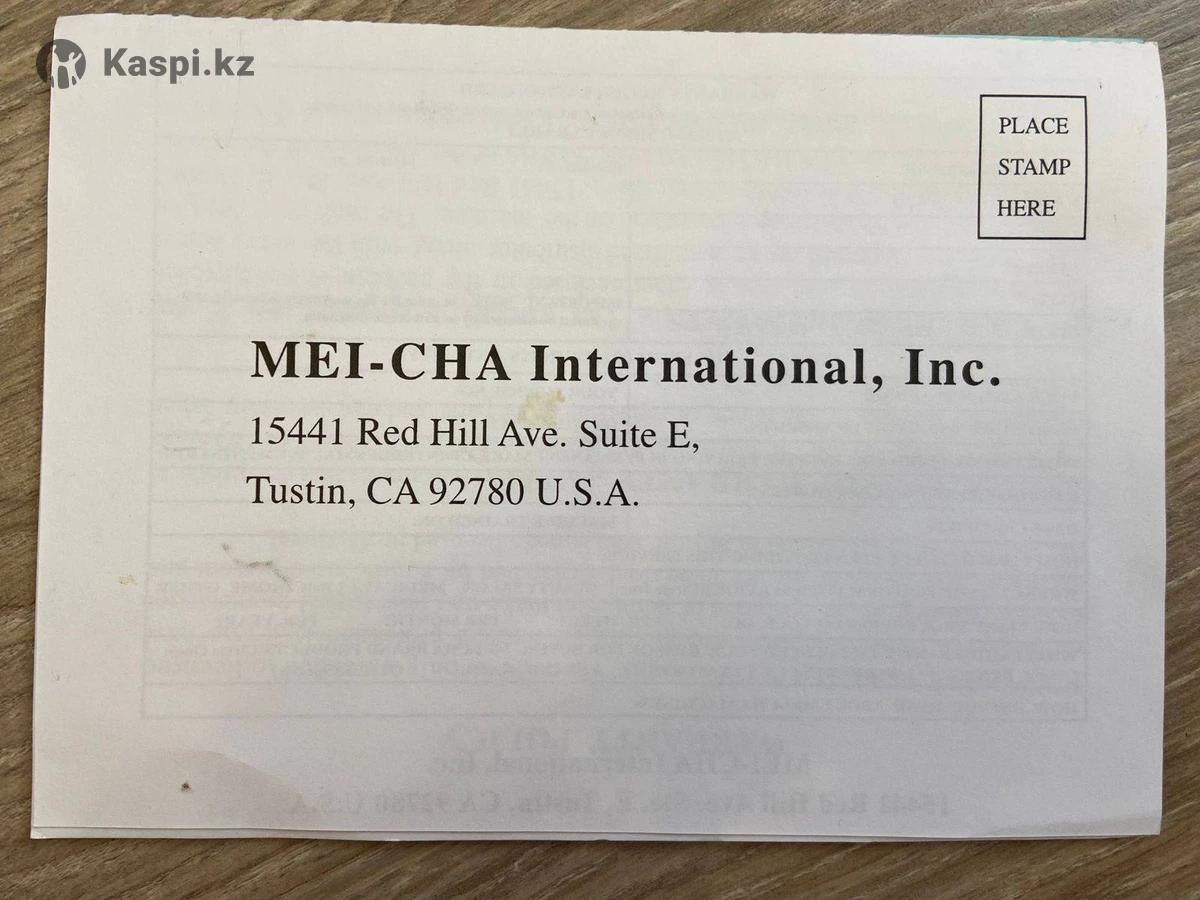 Kaspi.kz
PLACE
STAMP
HERE
MEI-CHA International, Inc.
15441 Red Hill Ave. Suite E,
Tustin, CA 92780 U.S.A.